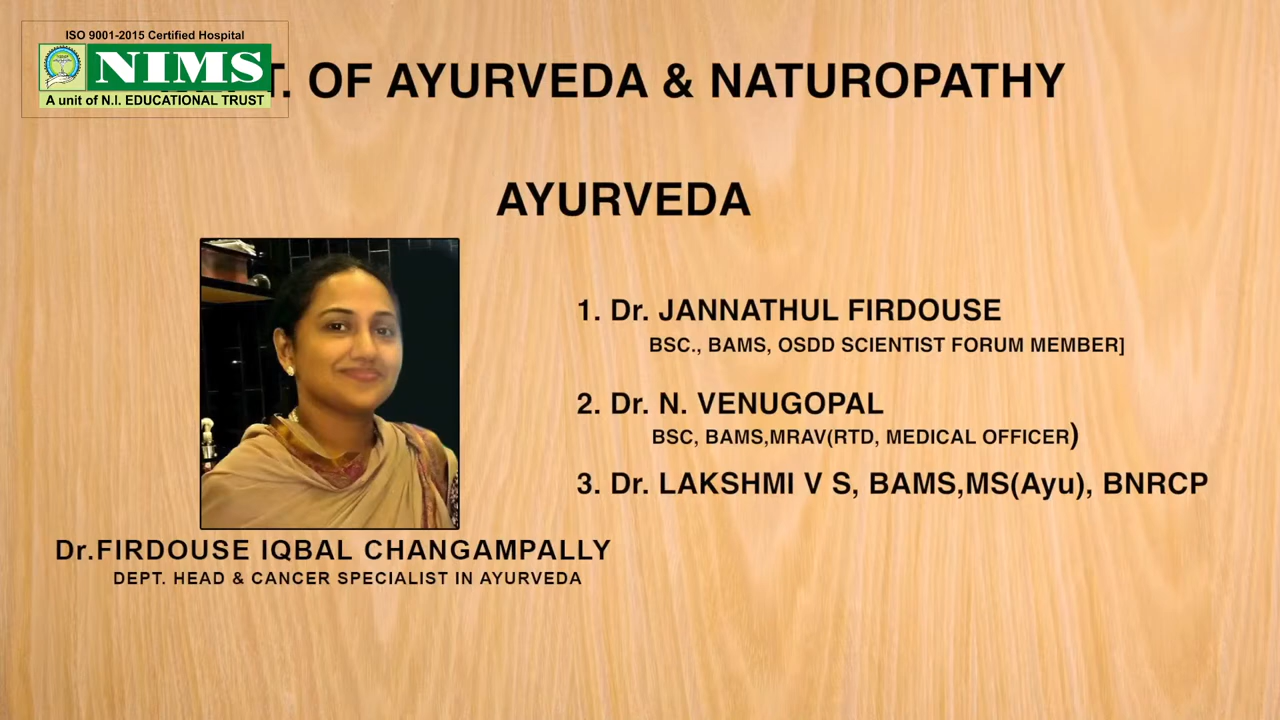 ISO 9001-2015 Certified Hospital
NIMS
A unit of N.I. EDUCATIONAL TRUST
OF AYURVEDA & NATUROPATHY
AYURVEDA
1. Dr. JANNATHUL FIRDOUSE
BSC., BAMS, OSDD SCIENTIST FORUM MEMBER]
2. Dr. N. VENUGOPAL
BSC, BAMS,MRAV(RTD, MEDICAL OFFICER)
3. Dr. LAKSHMI V S, BAMS,MS(Ayu), BNRCP
Dr.FIRDOUSE IQBAL CHANGAMPALLY
DEPT. HEAD & CANCER SPECIALIST IN AYURVEDA